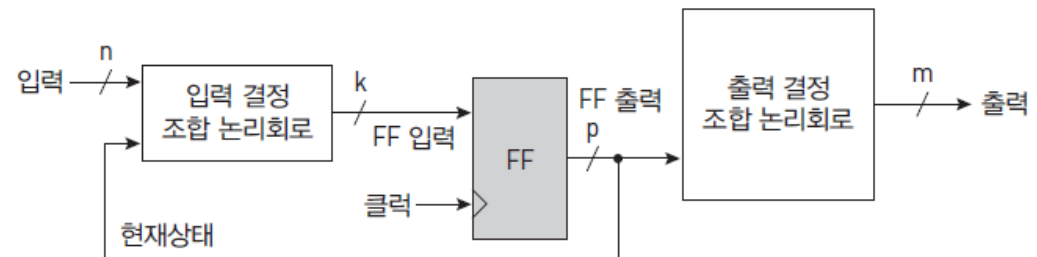 입력
n
입력 결정
조합 논리회로
k
FF 입력
클럭
FF
FF 출력
p
출력 결정
조합 논리회로
m
출력
현재상태